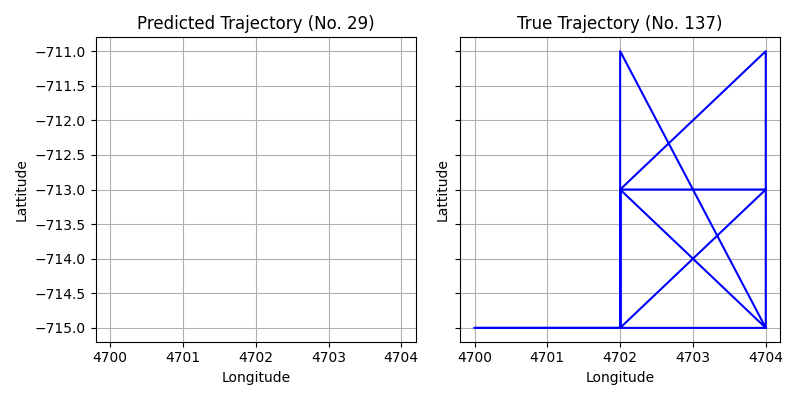 Predicted Trajectory (No. 29)
−711.0
−711.5
−712.0
−712.5
−713.0
−713.5
−714.0
−714.5
−715.0
Lattitude
4700 4701 4702 4703 4704
Longitude
True Trajectory (No. 137)
Lattitude
4700 4701 4702 4703 4704
Longitude